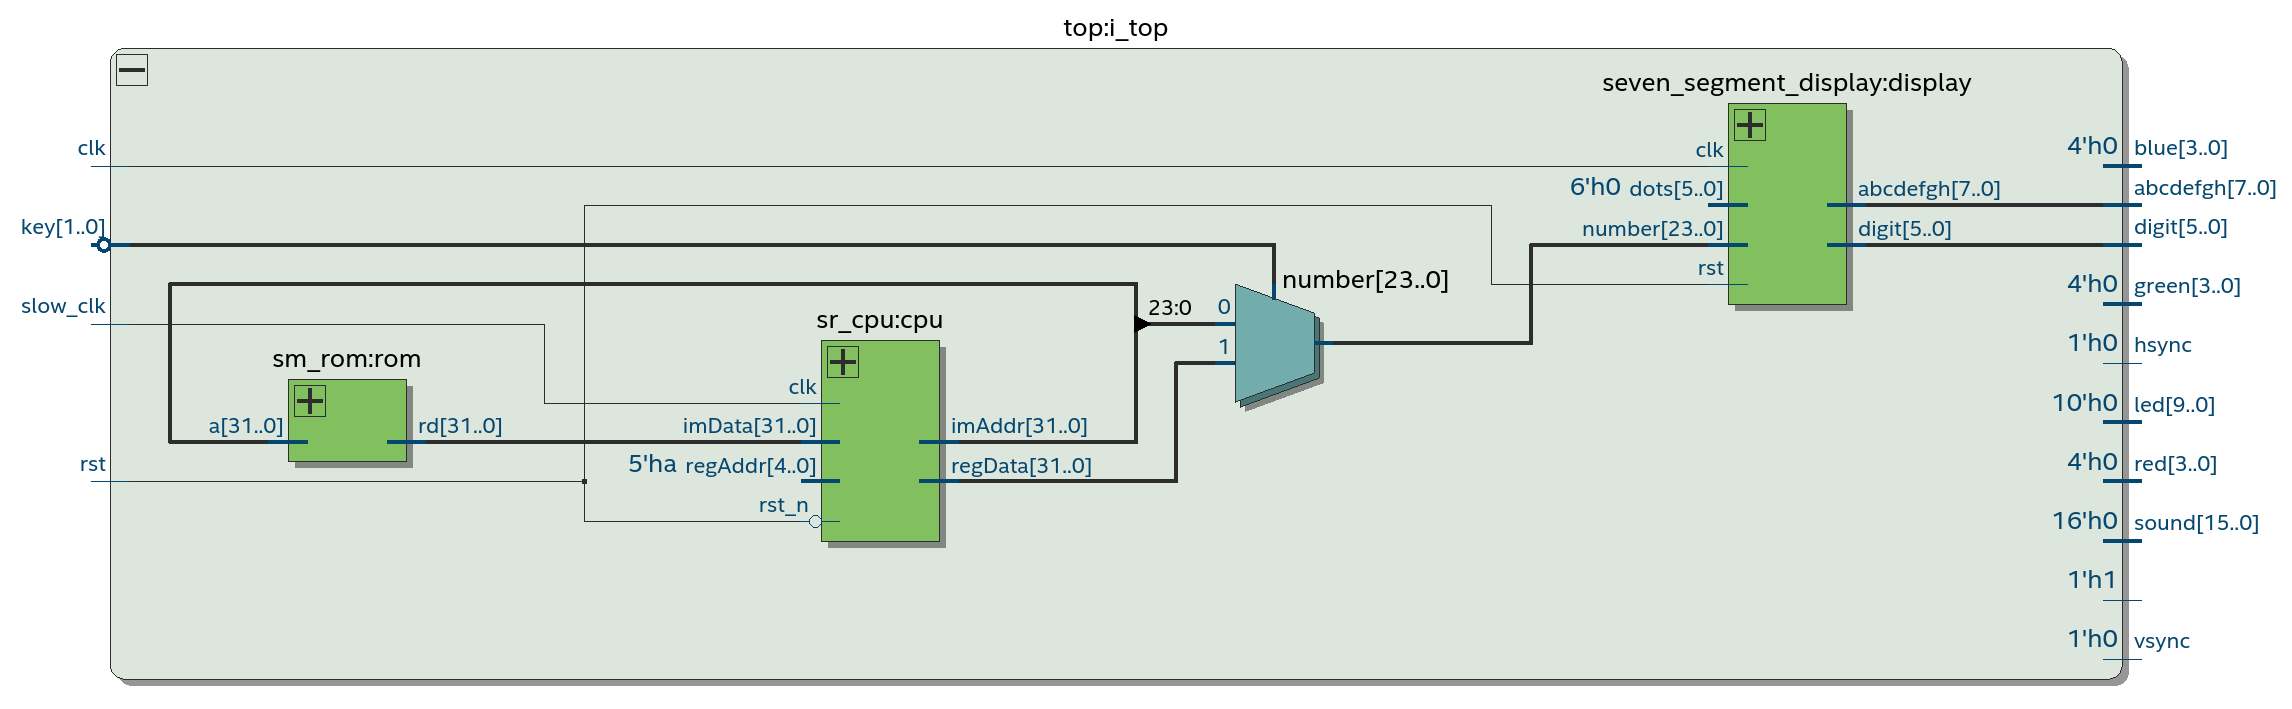 top:i_top
seven_segment_display:display
clk
clk
4'h0 blue[3..0]
6'h0 dots[5..0]
abcdefgh[7..0]
abcdefgh[7..0]
key[1..0]
number[23..0]
digit[5..0]
digit[5..0]
rst
number[23..0]
4'h0 green[3..0]
slow_clk
23:0
0
sr_cpu:cpu
1
1'h0 hsync
sm_rom:rom
clk
10'h0 led[9..0]
a[31..0]
rd[31..0]
imData[31..0]
imAddr[31..0]
rst
5'ha regAddr[4..0]
regData[31..0]
4'h0 red[3..0]
rst_n
16'h0 sound[15..0]
1'h1
1'h0 vsync